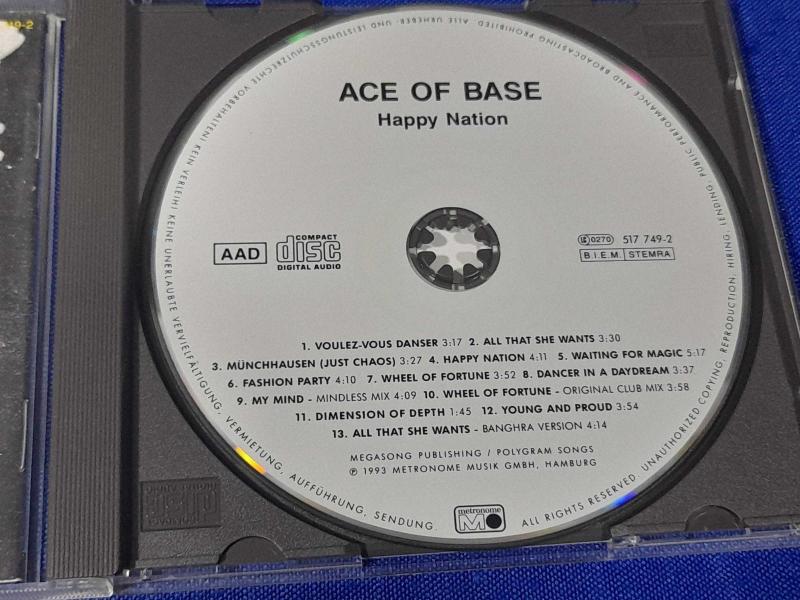 49-2
ACE OF BASE
Happy Nation
AAD
COMPACT
disc
DIGITAL AUDIO
LC 0270 517 749-2
B.I.E.M. STEMRA
1. VOULEZ-VOUS DANSER 3:17 2. ALL THAT SHE WANTS 3:30
3. MÜNCHHAUSEN (JUST CHAOS) 3:27 4. HAPPY NATION 4:11 5. WAITING FOR MAGIC 5:17
6. FASHION PARTY 4:10 7. WHEEL OF FORTUNE 3:52 8. DANCER IN A DAYDREAM 3:37
9. MY MIND - MINDLESS MIX 4:09 10. WHEEL OF FORTUNE - ORIGINAL CLUB MIX 3:58
11. DIMENSION OF DEPTH 1:45 12. YOUNG AND PROUD 3:54
13. ALL THAT SHE WANTS - BANGHRA VERSION 4:14
MEGASONG PUBLISHING / POLYGRAM SONGS
℗ 1993 METRONOME MUSIK GMBH, HAMBURG
metronome
M
ALLE URHEBER- UND LEISTUNGSSCHUTZRECHTE VORBEHALTEN! KEIN VERLEIH! KEINE UNERLAUBTE VERVIELFÄLTIGUNG, VERMIETUNG, AUFFÜHRUNG, SENDUNG.
ALL RIGHTS RESERVED. UNAUTHORIZED COPYING, REPRODUCTION, HIRING, LENDING, PUBLIC PERFORMANCE AND BROADCASTING PROHIBITED.